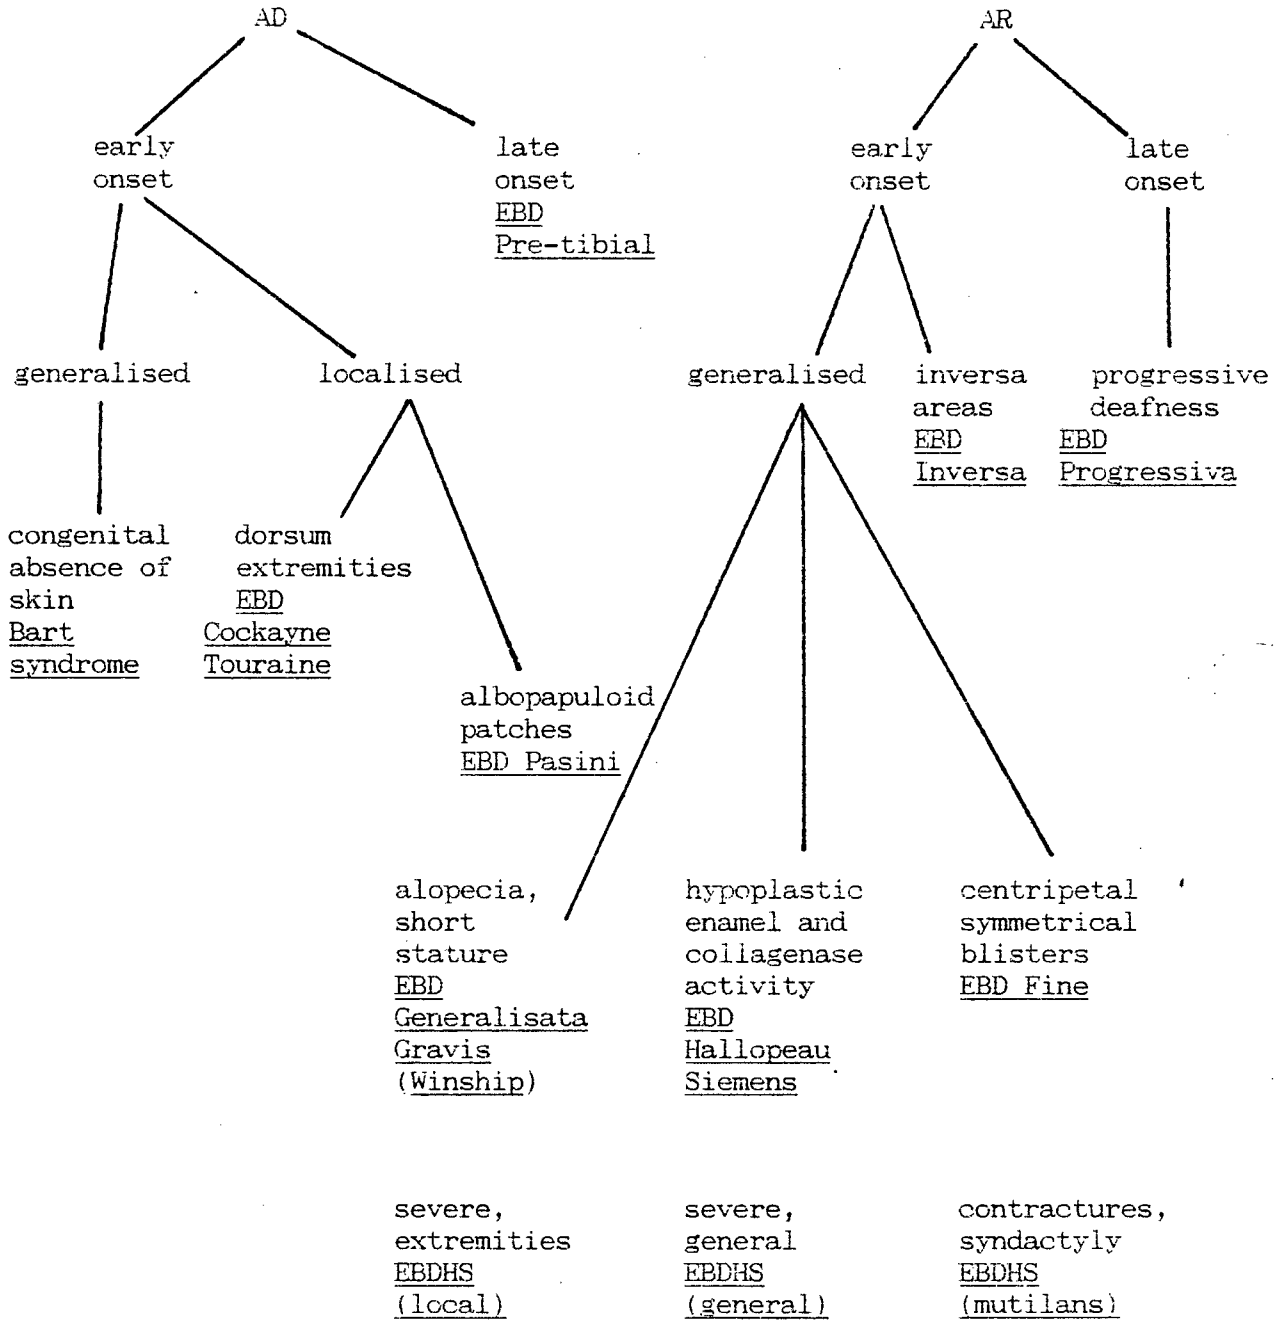 AD
AR
early
onset
late
onset
EBD
Pre-tibial
early
onset
late
onset
generalised
localised
generalised
inversa
areas
EBD
Inversa
progressive
deafness
EBD
Progressiva
congenital
absence of
skin
Bart
syndrome
dorsum
extremities
EBD
Cockayne
Touraine
albopapuloid
patches
EBD Pasini
alopecia,
short
stature
EBD
Generalisata
Gravis
(Winship)
hypoplastic
enamel and
collagenase
activity
EBD
Hallopeau
Siemens
centripetal
symmetrical
blisters
EBD Fine
severe,
extremities
EBDHS
(local)
severe,
general
EBDHS
(general)
contractures,
syndactyly
EBDHS
(mutilans)